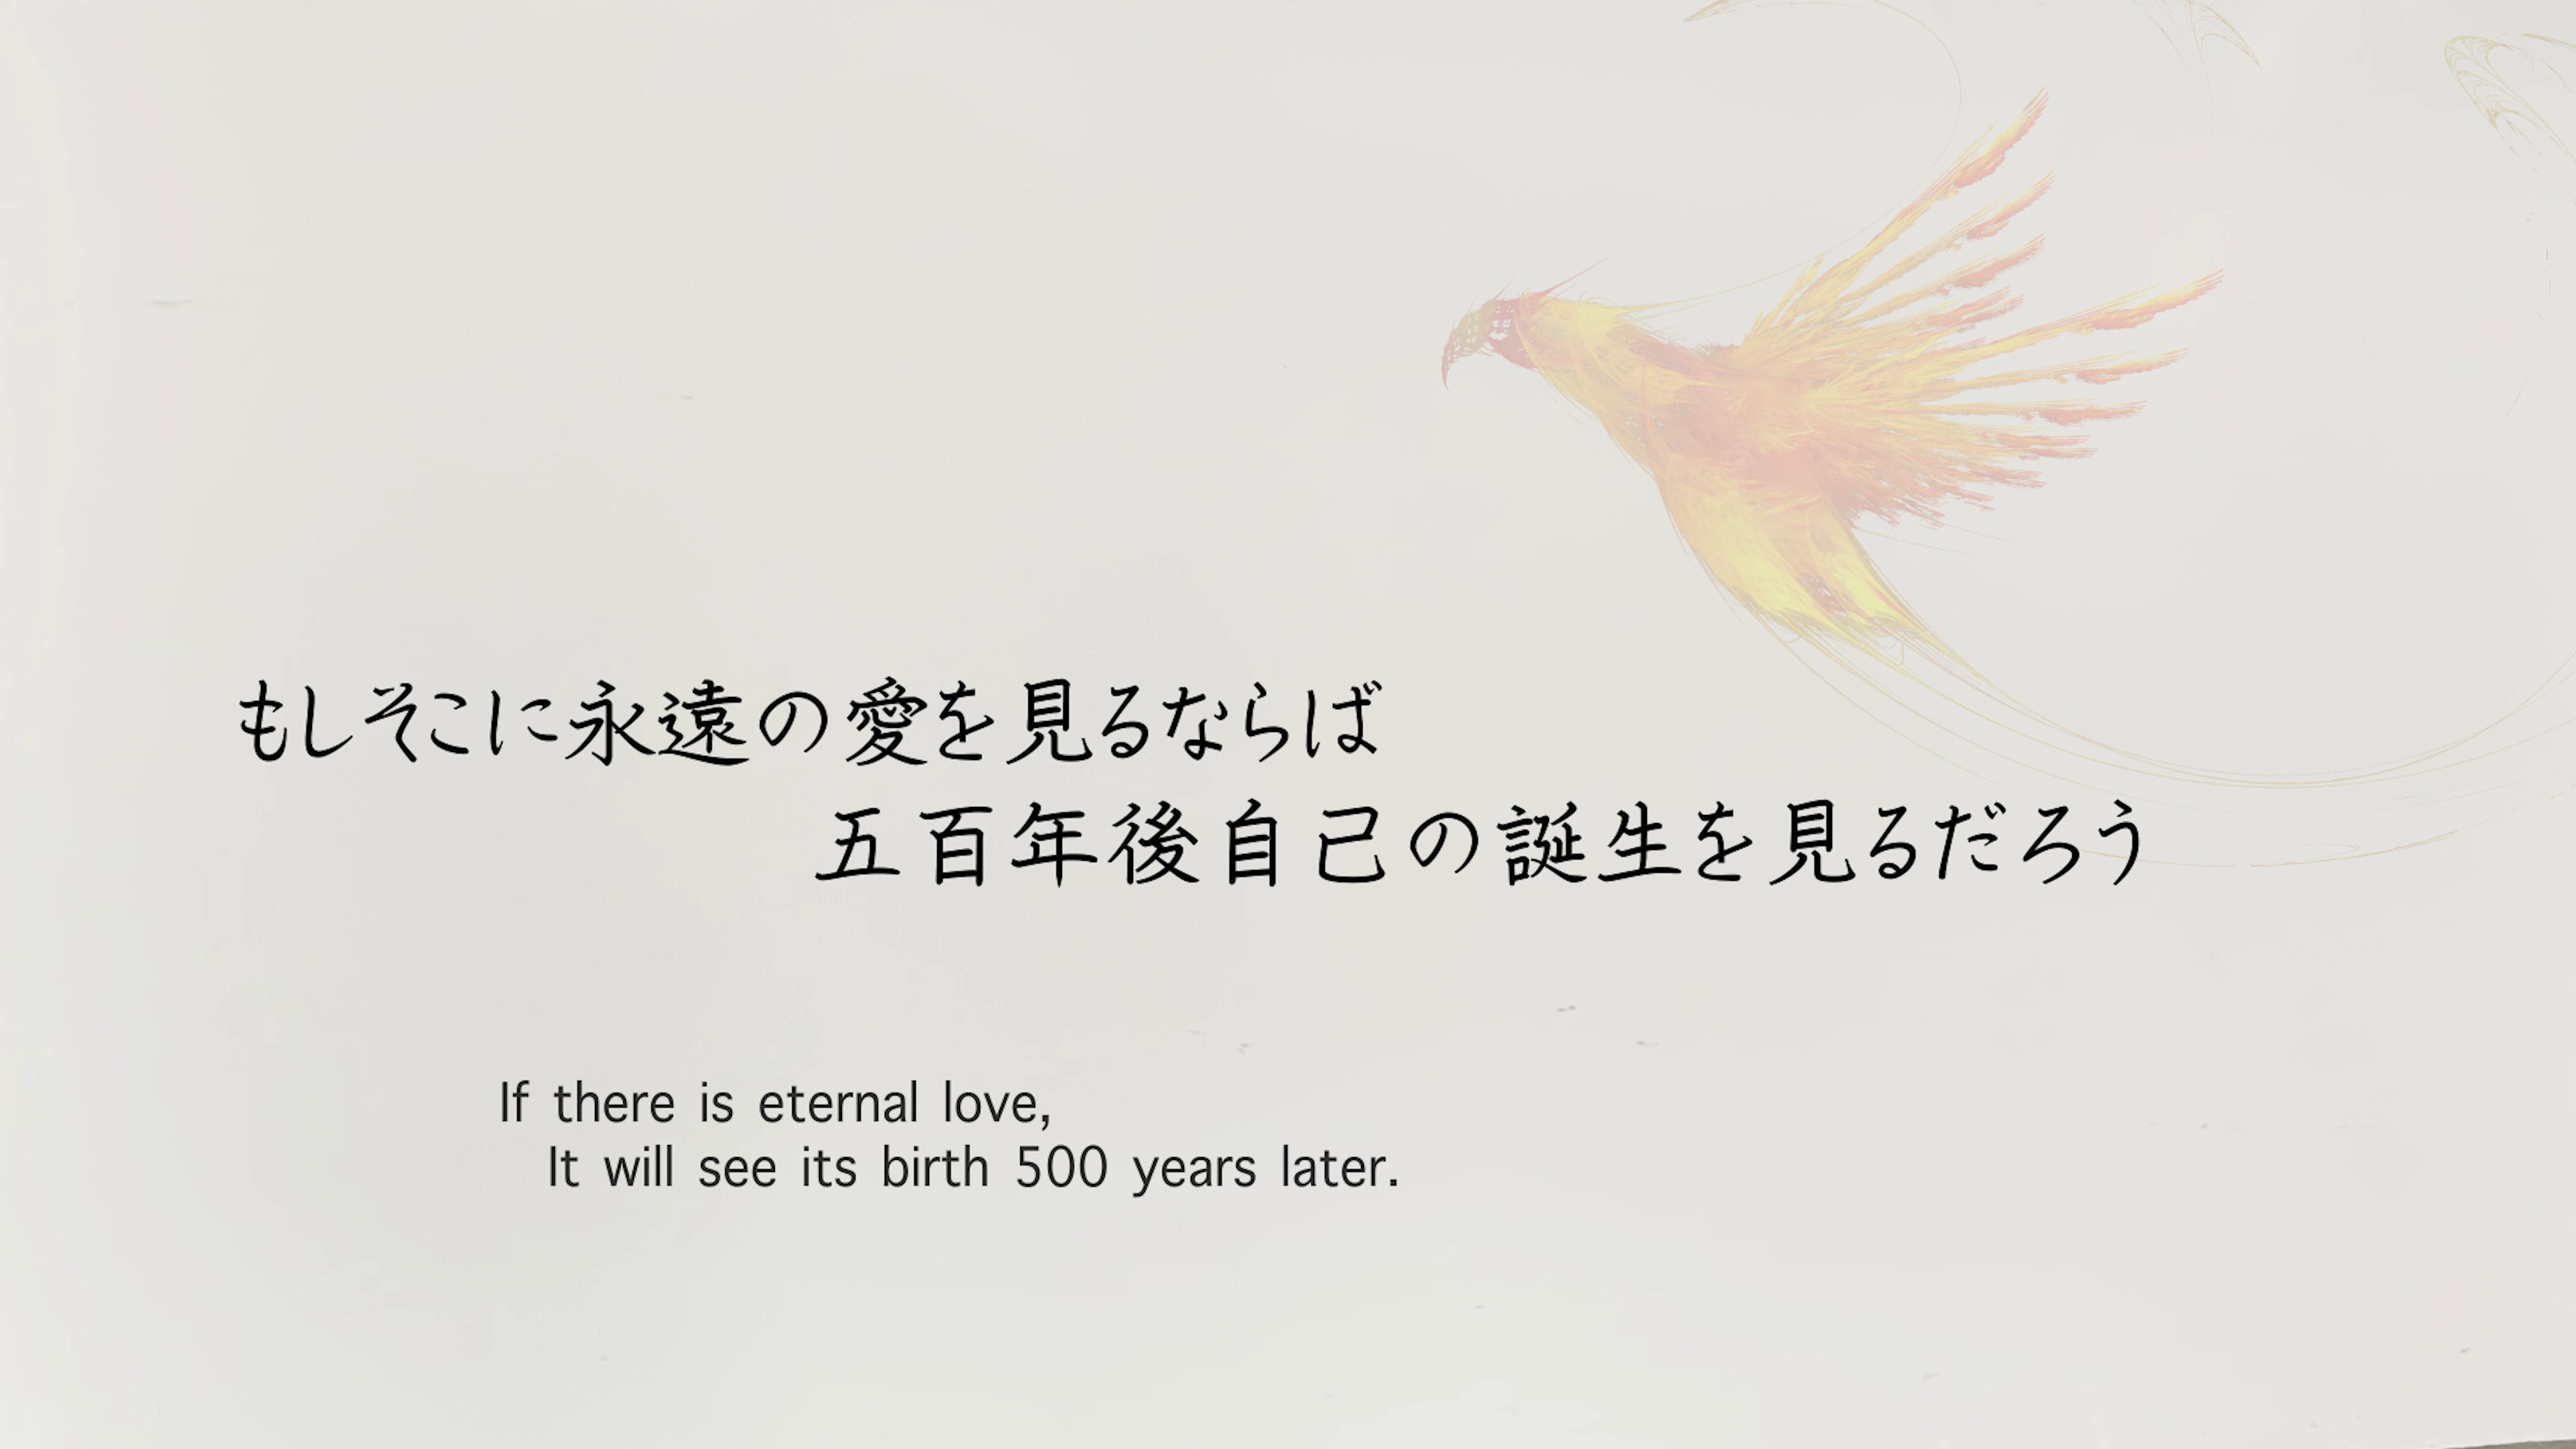 もしそこに永遠の愛を見るならば
五百年後自己の誕生を見るだろう
If there is eternal love,
It will see its birth 500 years later.